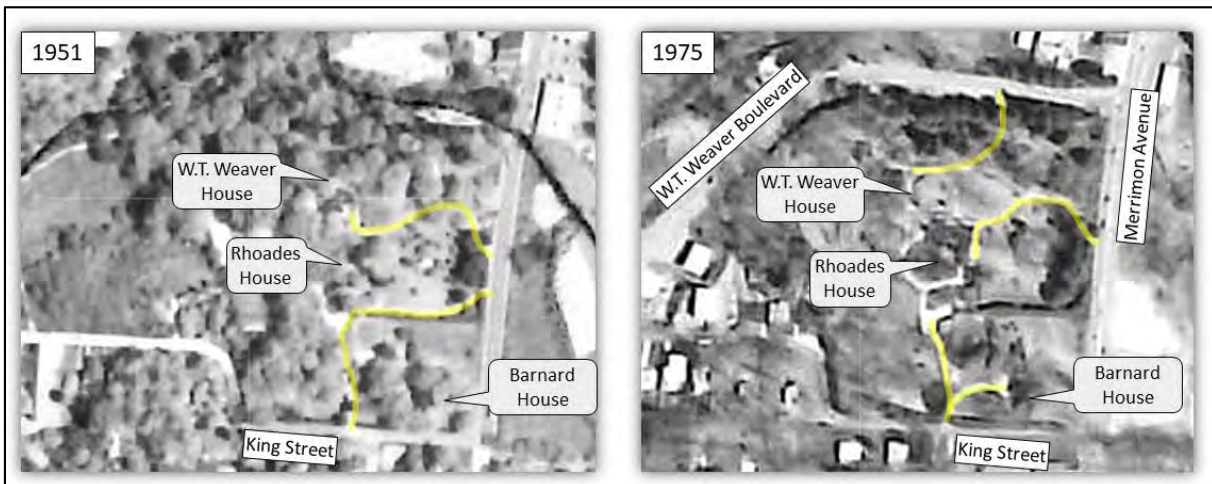 1951
W.T. Weaver
House
Rhoades
House
Barnard
House
King Street
1975
W.T. Weaver Boulevard
Merrimon Avenue
W.T. Weaver
House
Rhoades
House
Barnard
House
King Street